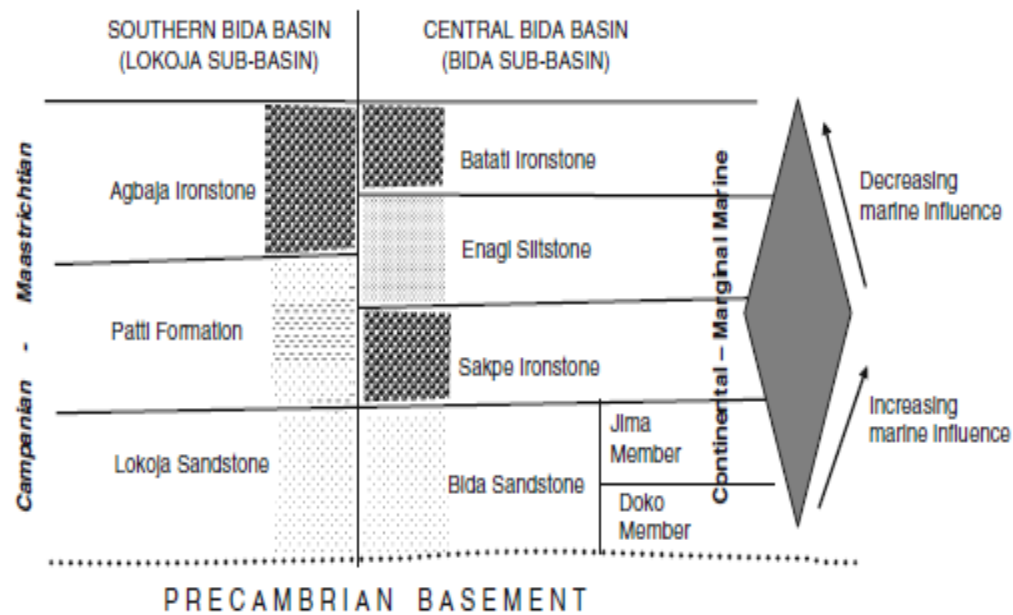 SOUTHERN BIDA BASIN
(LOKOJA SUB-BASIN)
CENTRAL BIDA BASIN
(BIDA SUB-BASIN)
Campanian - Maastrichtian
Agbaja Ironstone
Patti Formation
Lokoja Sandstone
Batati Ironstone
Enagi Siltstone
Sakpe Ironstone
Bida Sandstone
Jima
Member
Doko
Member
Continental – Marginal Marine
Decreasing
marine influence
Increasing
marine influence
PRECAMBRIAN BASEMENT